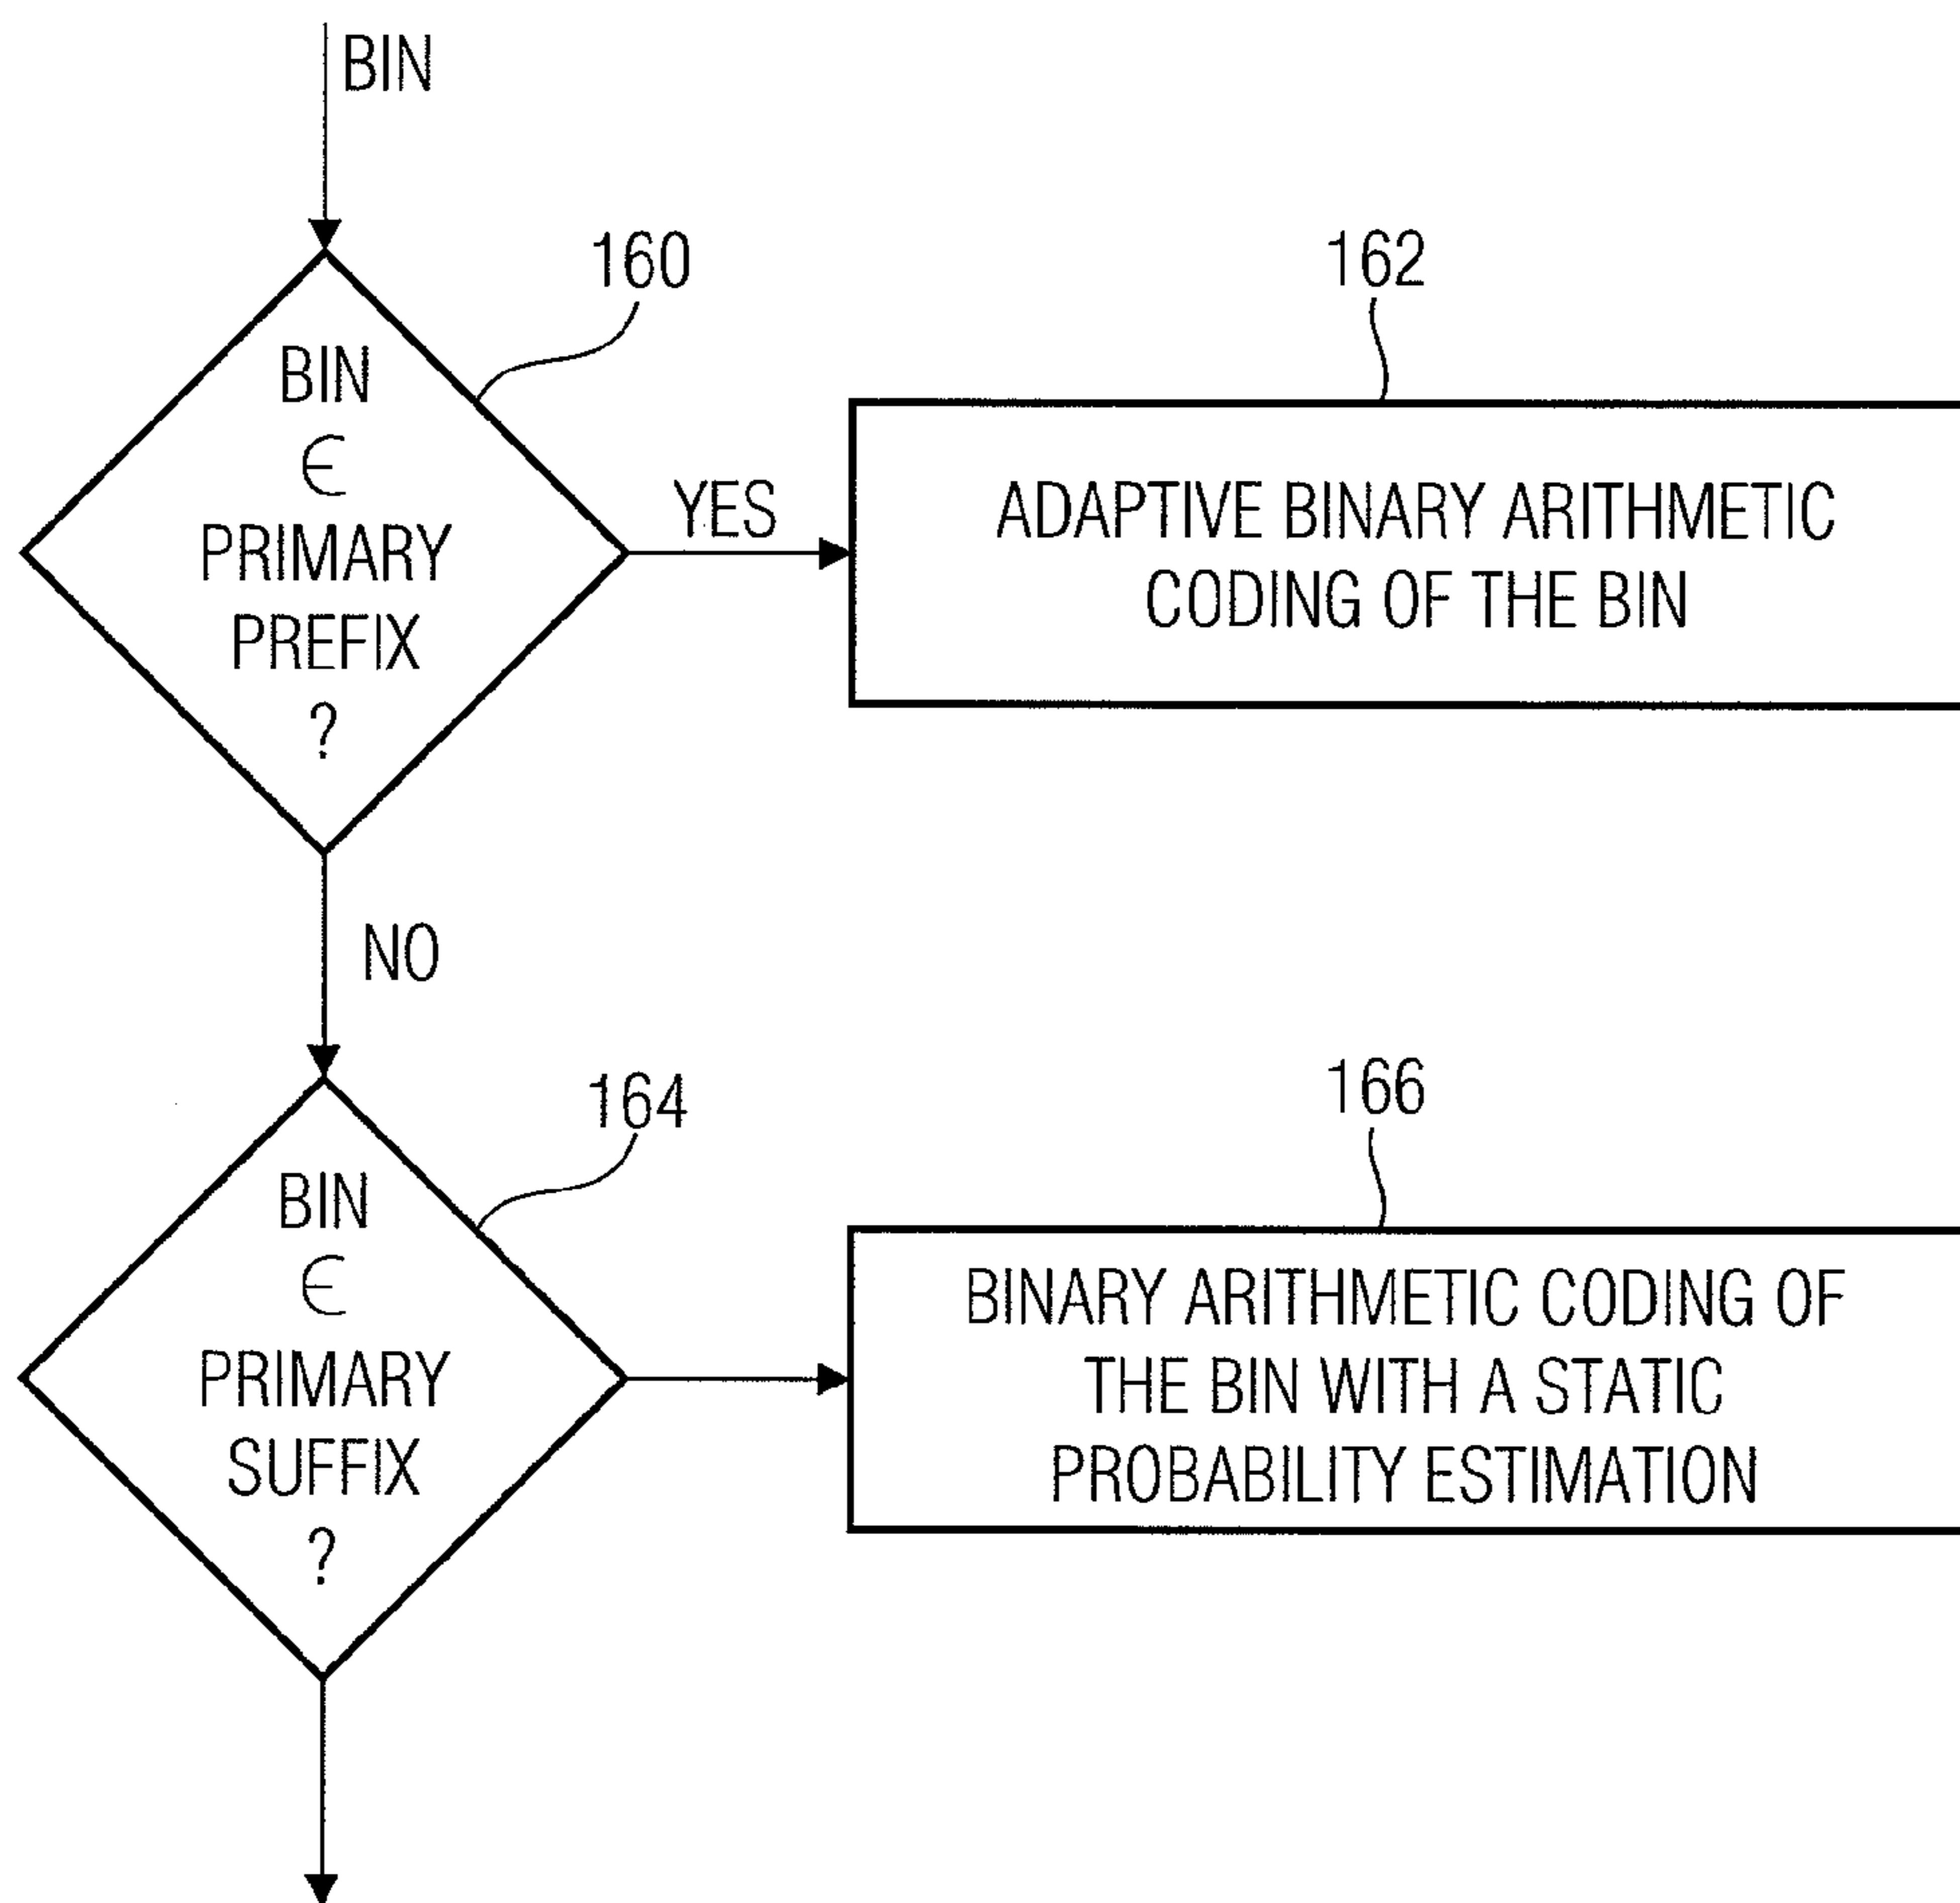 BIN
160
162
BIN
∈
PRIMARY
PREFIX
?
YES
ADAPTIVE BINARY ARITHMETIC
CODING OF THE BIN
NO
164
166
BIN
∈
PRIMARY
SUFFIX
?
BINARY ARITHMETIC CODING OF
THE BIN WITH A STATIC
PROBABILITY ESTIMATION